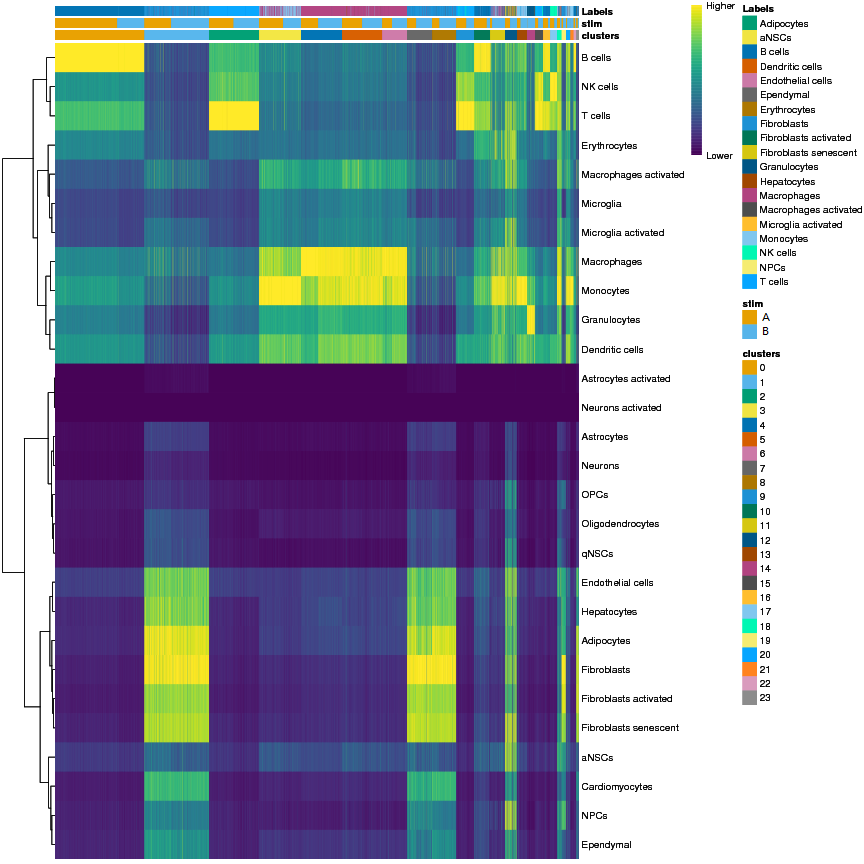 Labels
stim
clusters
B cells
NK cells
T cells
Erythrocytes
Macrophages activated
Microglia
Microglia activated
Macrophages
Monocytes
Granulocytes
Dendritic cells
Astrocytes activated
Neurons activated
Astrocytes
Neurons
OPCs
Oligodendrocytes
qNSCs
Endothelial cells
Hepatocytes
Adipocytes
Fibroblasts
Fibroblasts activated
Fibroblasts senescent
aNSCs
Cardiomyocytes
NPCs
Ependymal
Higher
Lower
Labels
Adipocytes
aNSCs
B cells
Dendritic cells
Endothelial cells
Ependymal
Erythrocytes
Fibroblasts
Fibroblasts activated
Fibroblasts senescent
Granulocytes
Hepatocytes
Macrophages
Macrophages activated
Microglia activated
Monocytes
NK cells
NPCs
T cells
stim
A
B
clusters
0
1
2
3
4
5
6
7
8
9
10
11
12
13
14
15
16
17
18
19
20
21
22
23